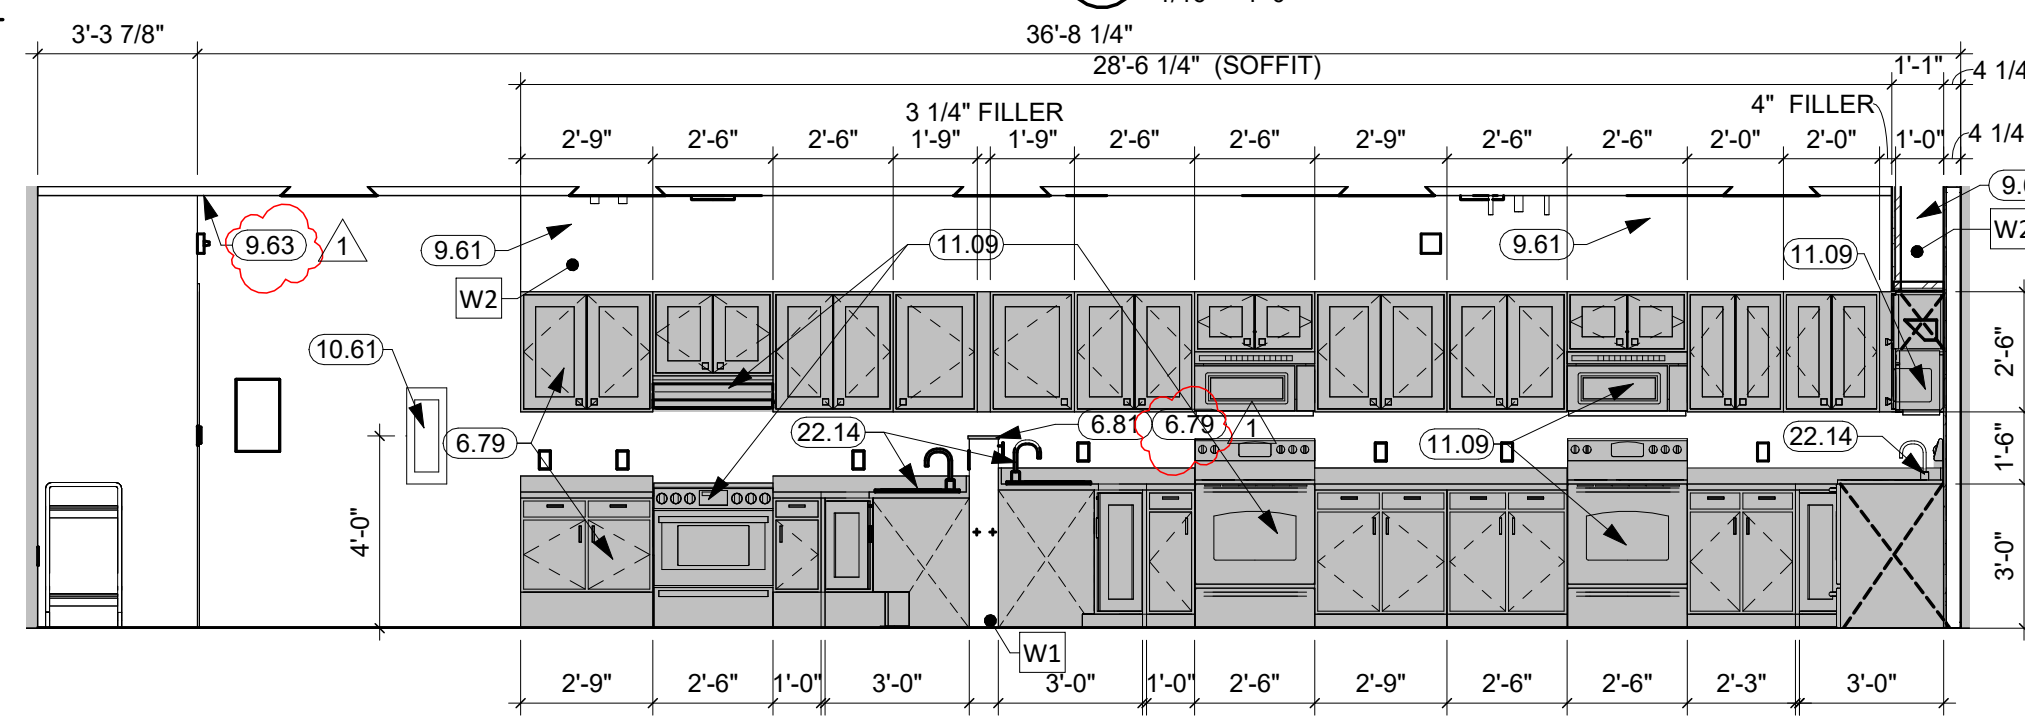 3'-3 7/8" 36'-8 1/4"
28'-6 1/4" (SOFFIT) 1'-1" 4 1/4
3 1/4" FILLER 4" FILLER
2'-9" 2'-6" 2'-6" 1'-9" 1'-9" 2'-6" 2'-6" 2'-9" 2'-6" 2'-6" 2'-0" 2'-0" 1'-0" 4 1/4
9.63 1 9.61 11.09 9.61 11.09 9.
W2 W2
10.61 2'-6"
6.79 22.14 6.81 6.79 1 11.09 22.14 1'-6"
4'-0" 3'-0"
W1
2'-9" 2'-6" 1'-0" 3'-0" 3'-0" 1'-0" 2'-6" 2'-9" 2'-6" 2'-6" 2'-3" 3'-0"